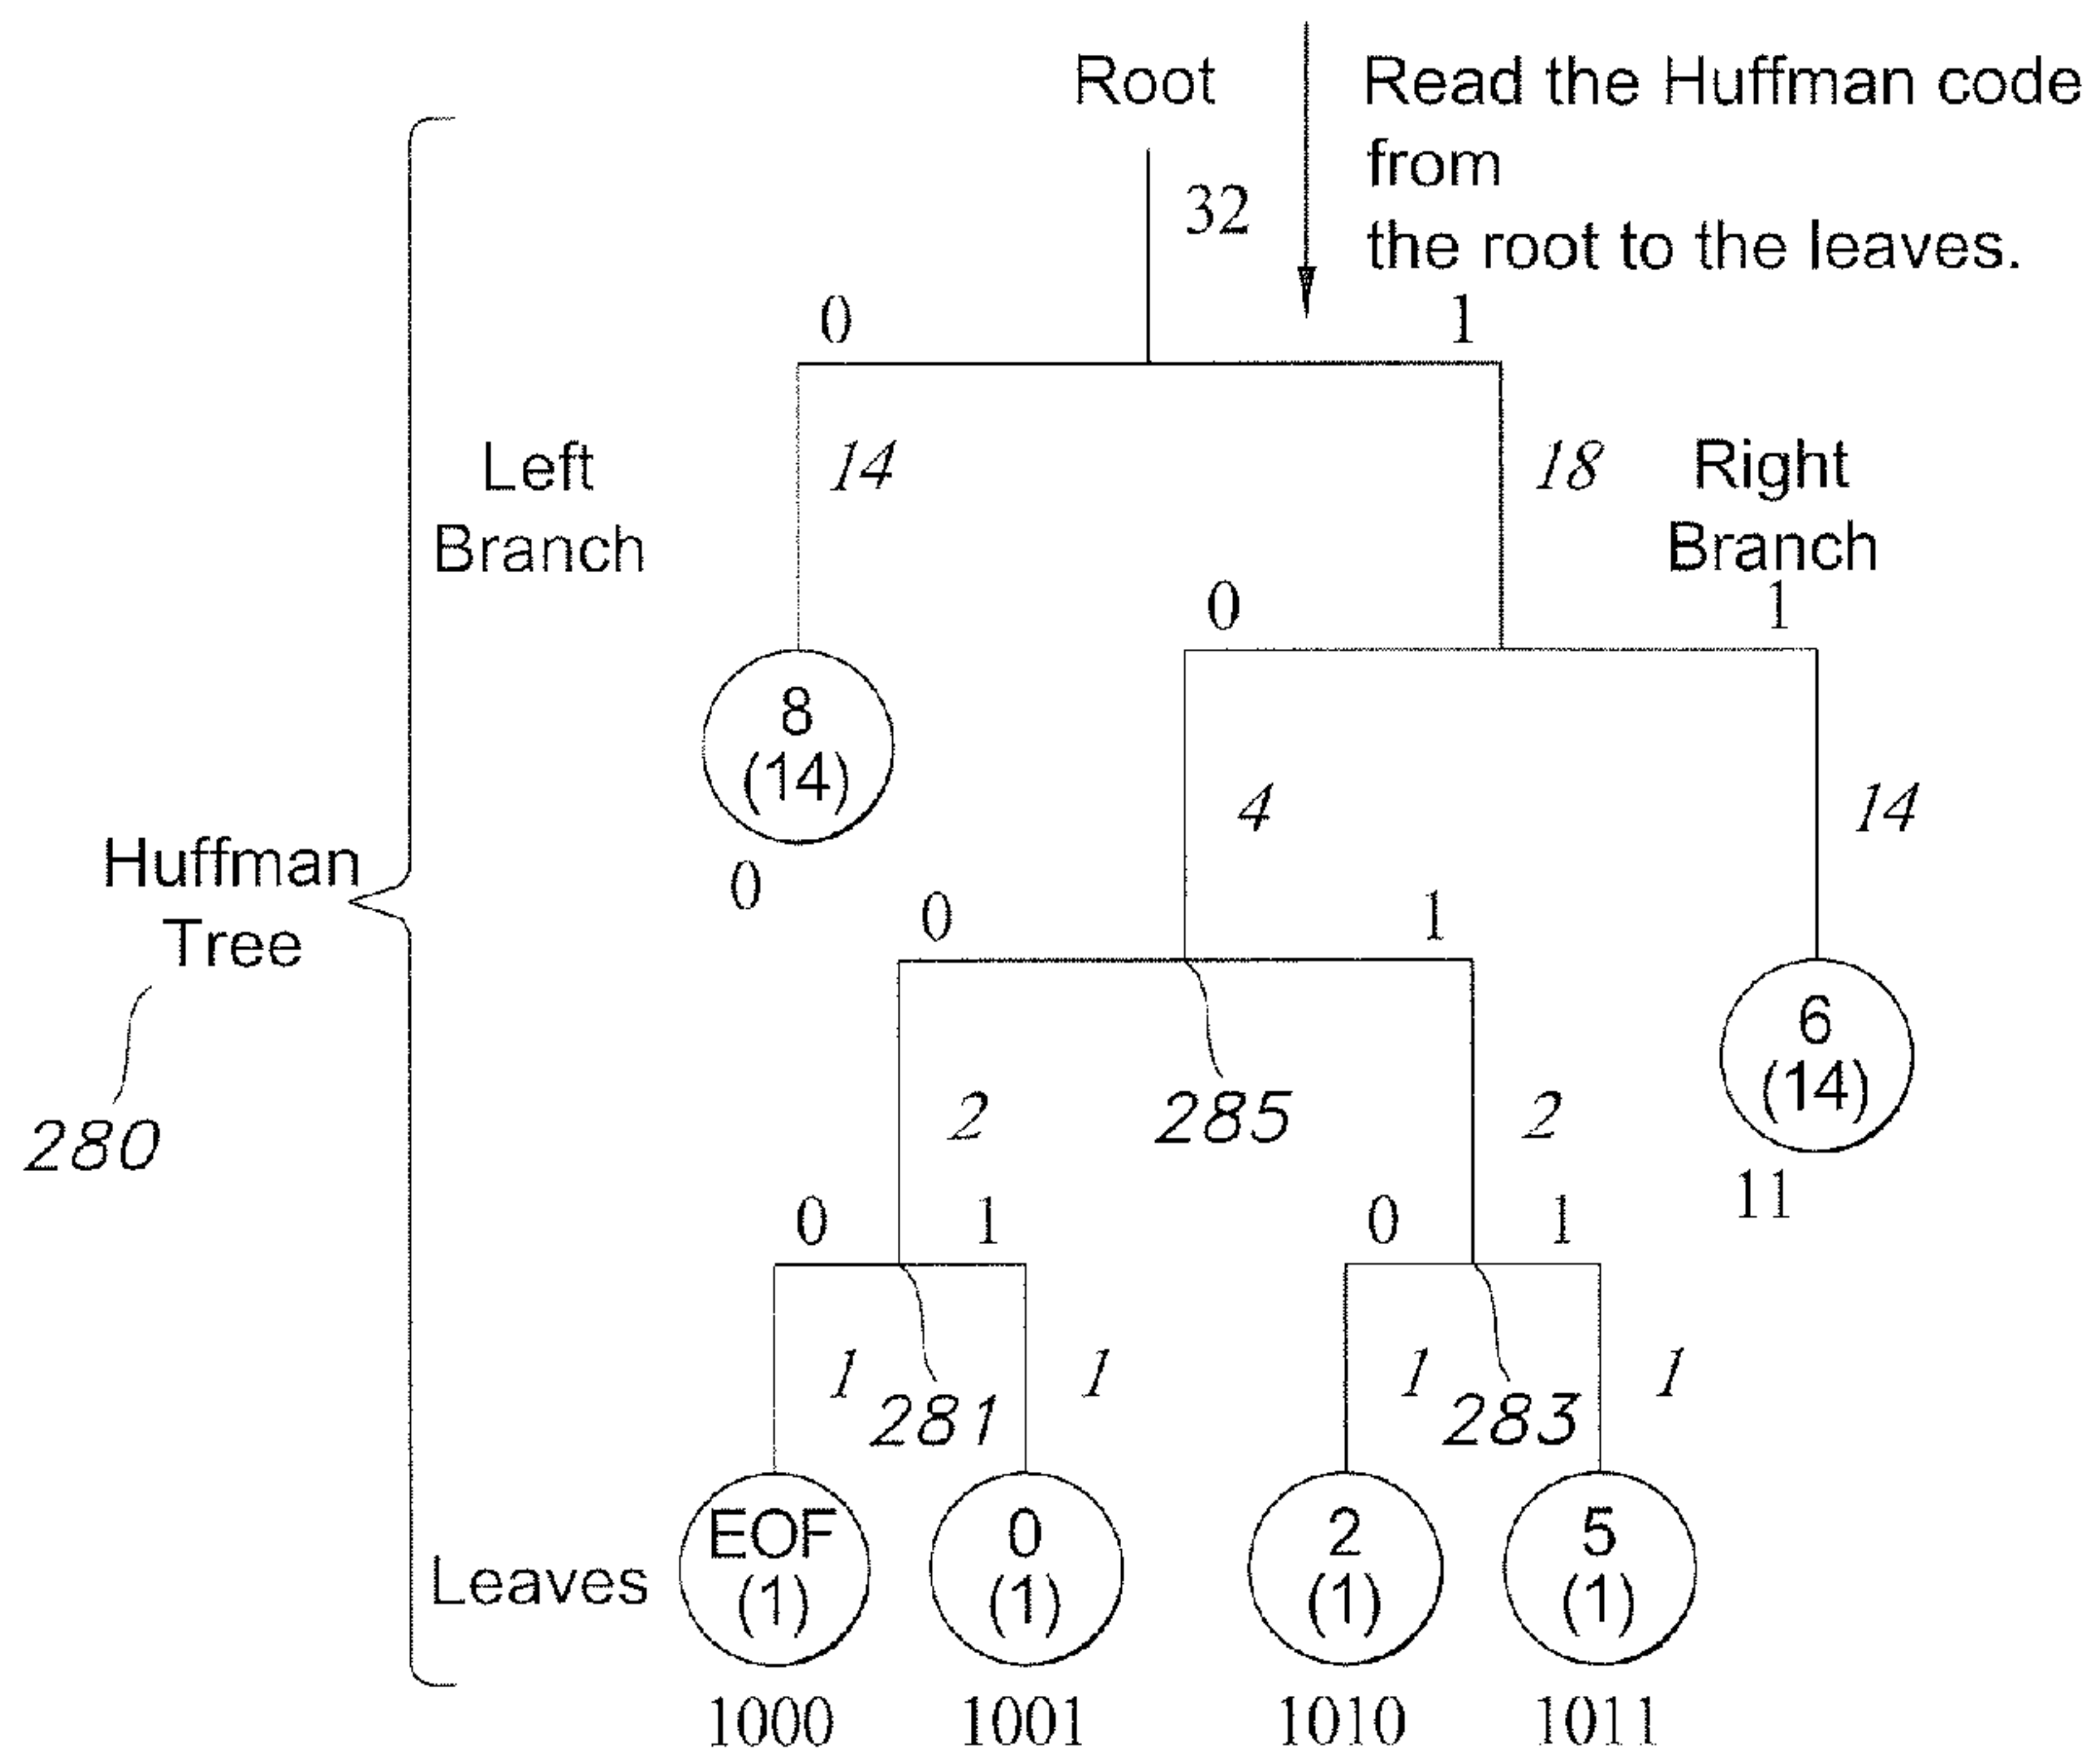 Root
Read the Huffman code
from
the root to the leaves.
32
0 1
Left
Branch
14
18
Right
Branch
0 1
8
(14)
0
4
14
Huffman
Tree
280
0 1
6
(14)
11
2
285
2
0 1
0 1
1
281
1
1
283
1
Leaves
EOF
(1)
0
(1)
2
(1)
5
(1)
1000 1001 1010 1011